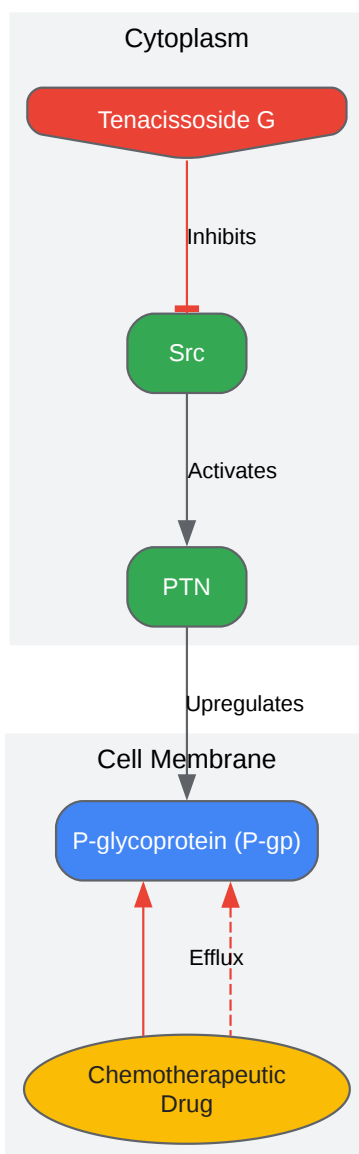 Cytoplasm
Tenacissoside G
Inhibits
Src
Activates
PTN
Upregulates
Cell Membrane
P-glycoprotein (P-gp)
Efflux
Chemotherapeutic
Drug